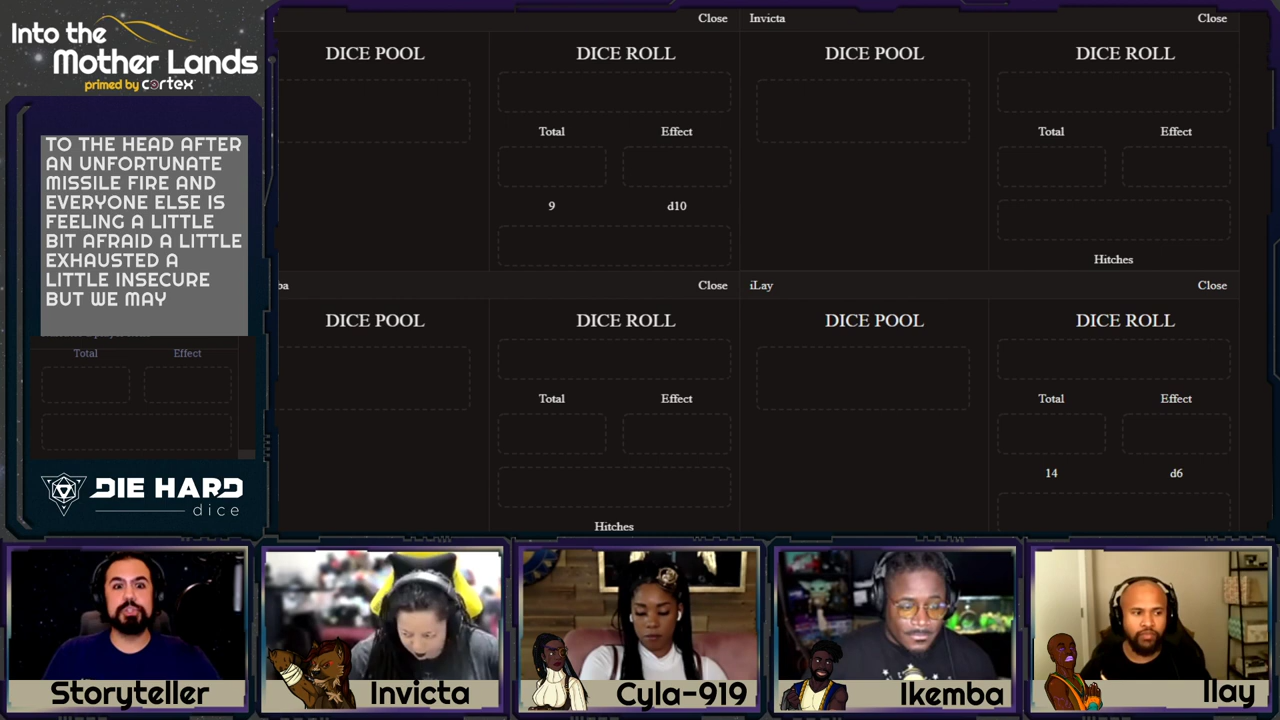 Into the
Mother Lands
primed by cortex
TO THE HEAD AFTER
AN UNFORTUNATE
MISSILE FIRE AND
EVERYONE ELSE IS
FEELING A LITTLE
BIT AFRAID A LITTLE
EXHAUSTED A
LITTLE INSECURE
BUT WE MAY
Total Effect
DIE HARD
dice
Close
DICE POOL DICE ROLL
Total Effect
9 d10
Invicta Close
DICE POOL DICE ROLL
Total Effect
Hitches
ba Close
DICE POOL DICE ROLL
Total Effect
Hitches
iLay Close
DICE POOL DICE ROLL
Total Effect
14 d6
Storyteller
Invicta
Cyla-919
Ikemba
Ilay